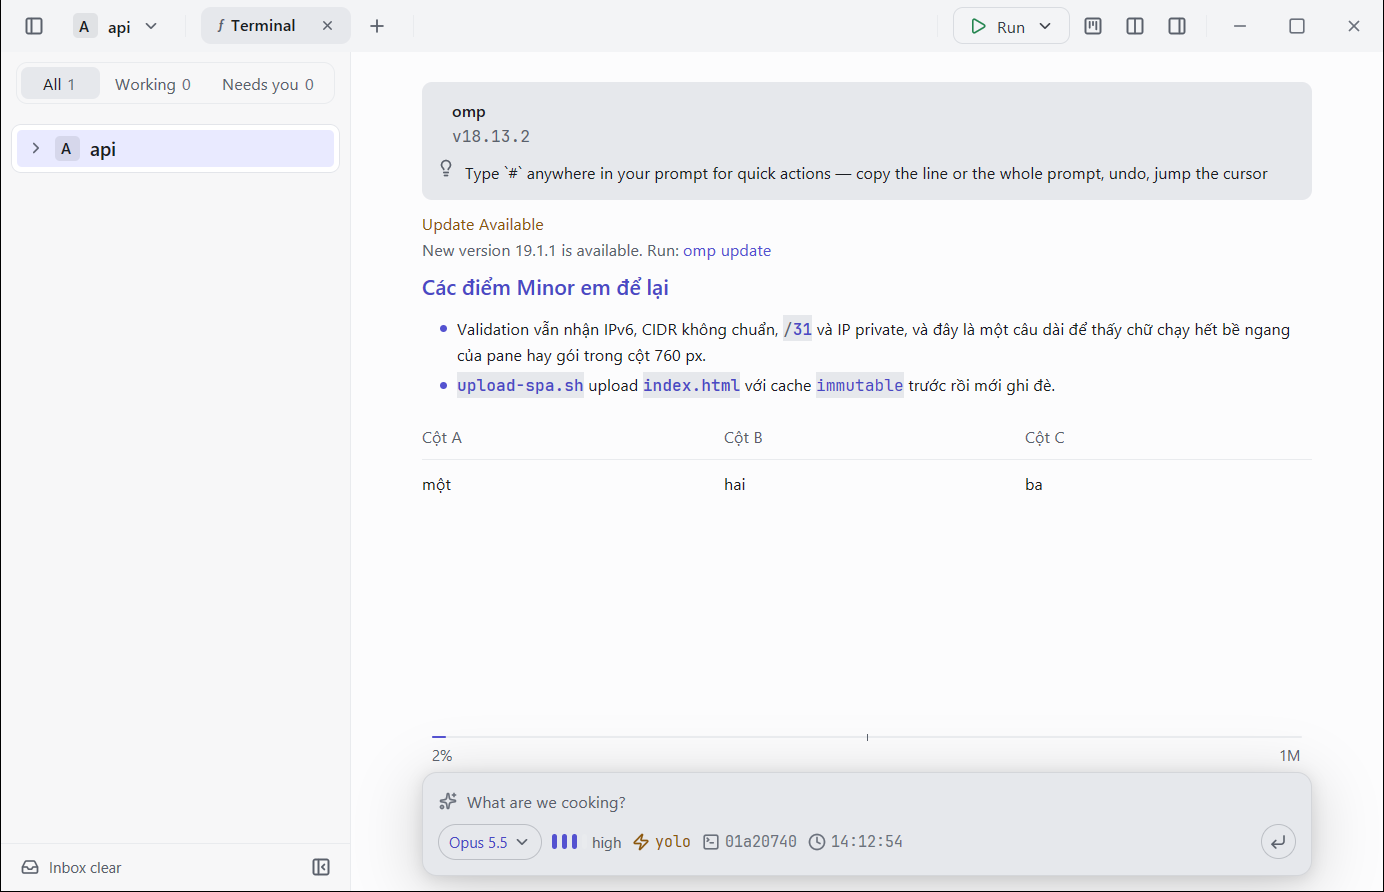 A api
Terminal
Run
All 1
Working 0
Needs you 0
A api
omp
v18.13.2
Type `#` anywhere in your prompt for quick actions — copy the line or the whole prompt, undo, jump the cursor
Update Available
New version 19.1.1 is available. Run: omp update
Các điểm Minor em để lại
Validation vẫn nhận IPv6, CIDR không chuẩn, /31 và IP private, và đây là một câu dài để thấy chữ chạy hết bề ngang
của pane hay gói trong cột 760 px.
upload-spa.sh upload index.html với cache immutable trước rồi mới ghi đè.
Cột A Cột B Cột C
một hai ba
2% 1M
What are we cooking?
Opus 5.5 high yolo 01a20740 14:12:54
Inbox clear